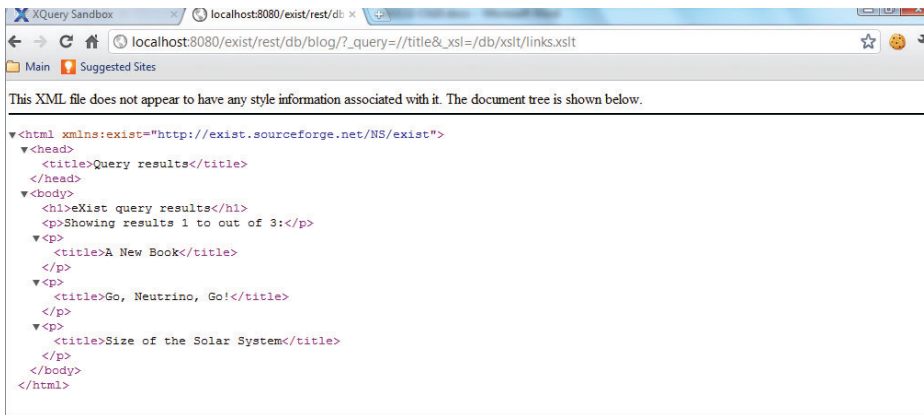 XQuery Sandbox
localhost:8080/exist/rest/db
localhost:8080/exist/rest/db/blog/?_query=//title&_xsl=/db/xslt/links.xslt
Main Suggested Sites
This XML file does not appear to have any style information associated with it. The document tree is shown below.
▼<html xmlns:exist="http://exist.sourceforge.net/NS/exist">
▼<head>
<title>Query results</title>
</head>
▼<body>
<h1>eXist query results</h1>
<p>Showing results 1 to out of 3:</p>
▼<p>
<title>A New Book</title>
</p>
▼<p>
<title>Go, Neutrino, Go!</title>
</p>
▼<p>
<title>Size of the Solar System</title>
</p>
</body>
</html>